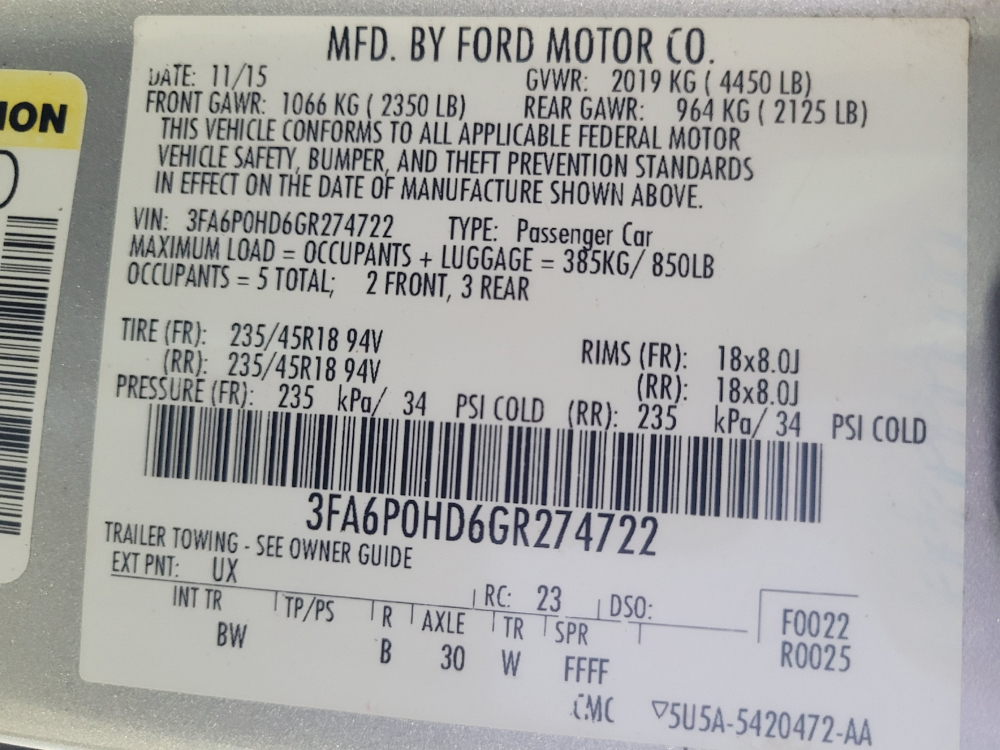 MFD. BY FORD MOTOR CO.
DATE: 11/15 GVWR: 2019 KG ( 4450 LB)
FRONT GAWR: 1066 KG ( 2350 LB) REAR GAWR: 964 KG ( 2125 LB)
THIS VEHICLE CONFORMS TO ALL APPLICABLE FEDERAL MOTOR
VEHICLE SAFETY, BUMPER, AND THEFT PREVENTION STANDARDS
IN EFFECT ON THE DATE OF MANUFACTURE SHOWN ABOVE.
VIN: 3FA6P0HD6GR274722 TYPE: Passenger Car
MAXIMUM LOAD = OCCUPANTS + LUGGAGE = 385KG/ 850LB
OCCUPANTS = 5 TOTAL; 2 FRONT, 3 REAR
TIRE (FR): 235/45R18 94V RIMS (FR): 18x8.0J
(RR): 235/45R18 94V (RR): 18x8.0J
PRESSURE (FR): 235 kPa/ 34 PSI COLD (RR): 235 kPa/ 34 PSI COLD
3FA6P0HD6GR274722
TRAILER TOWING - SEE OWNER GUIDE
EXT PNT: UX RC: 23 DSO:
INT TR TP/PS R AXLE TR SPR F0022
BW B 30 W FFFF R0025
CMC ▽5U5A-5420472-AA
ION